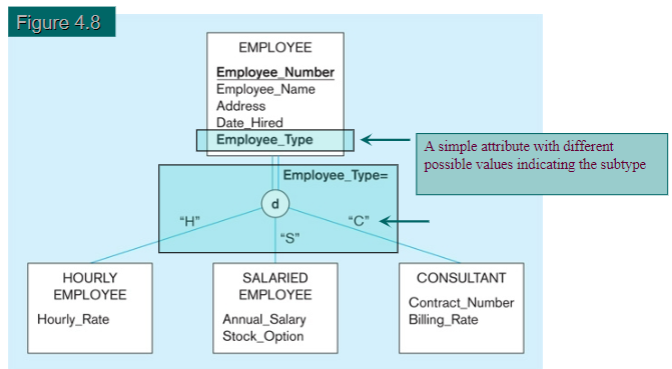 Figure 4.8
EMPLOYEE
Employee_Number
Employee_Name
Address
Date_Hired
Employee_Type
A simple attribute with different
possible values indicating the subtype
Employee_Type=
d
“H”
“C”
“S”
HOURLY
EMPLOYEE
Hourly_Rate
SALARIED
EMPLOYEE
Annual_Salary
Stock_Option
CONSULTANT
Contract_Number
Billing_Rate